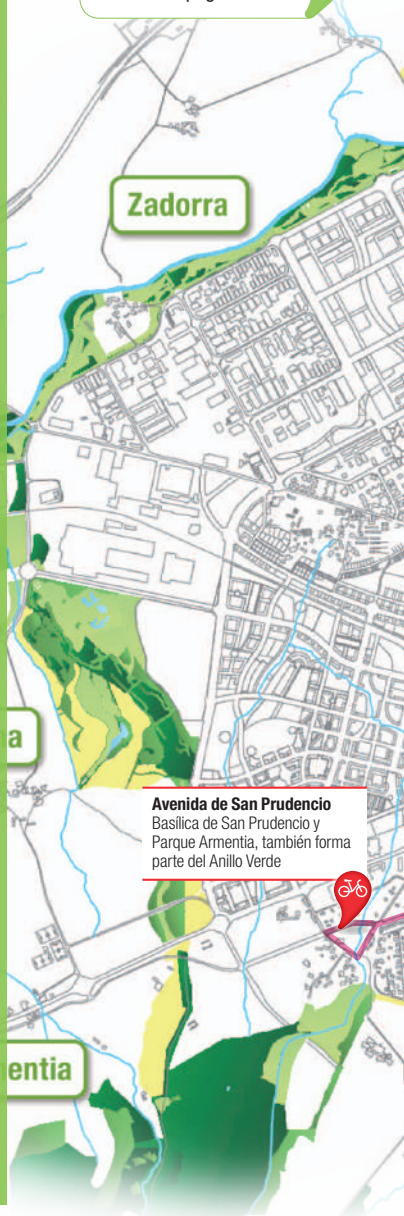 Zadorra
a
Avenida de San Prudencio
Basílica de San Prudencio y
Parque Armentia, también forma
parte del Anillo Verde
entia